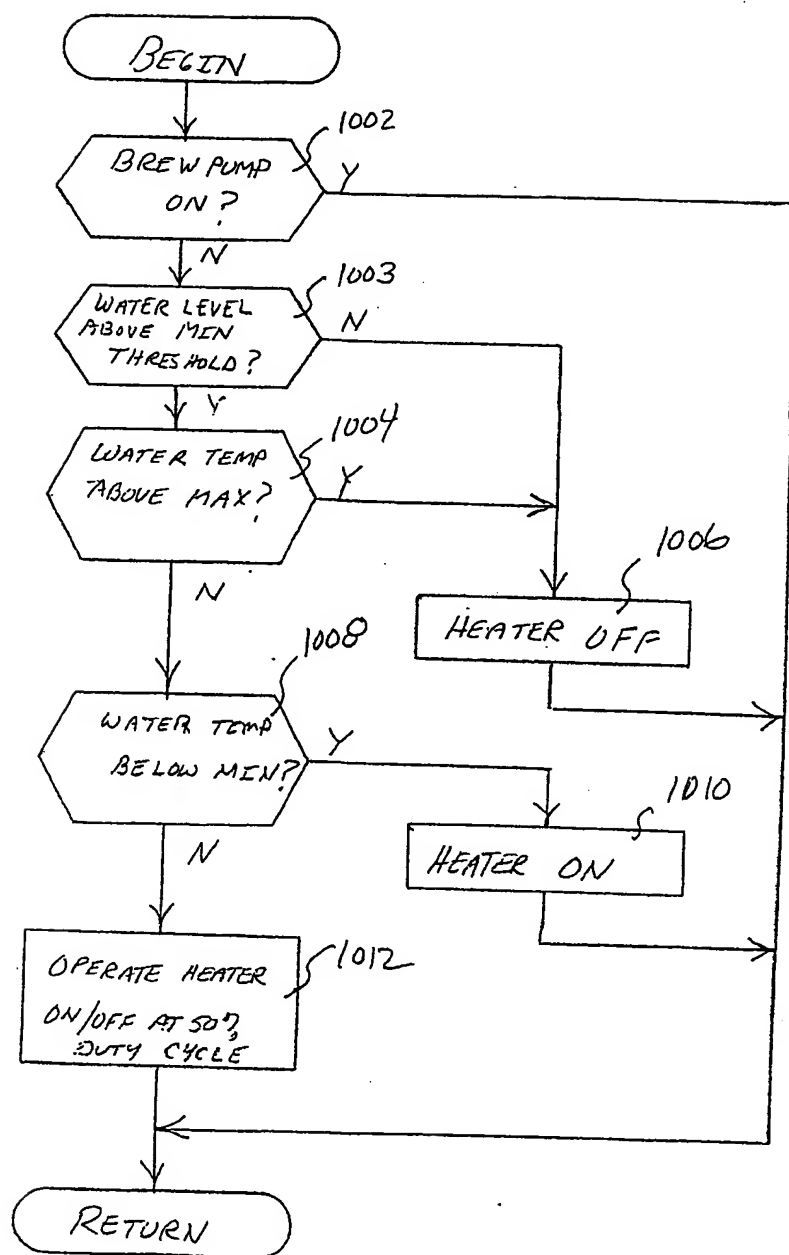 BEGIN
1002
BREW PUMP
ON?
Y
N
1003
WATER LEVEL
ABOVE MIN
THRESHOLD?
N
Y
1004
WATER TEMP
ABOVE MAX?
Y
N
1006
HEATER OFF
1008
WATER TEMP
BELOW MIN?
Y
N
1010
HEATER ON
1012
OPERATE HEATER
ON/OFF AT 50%
DUTY CYCLE
RETURN